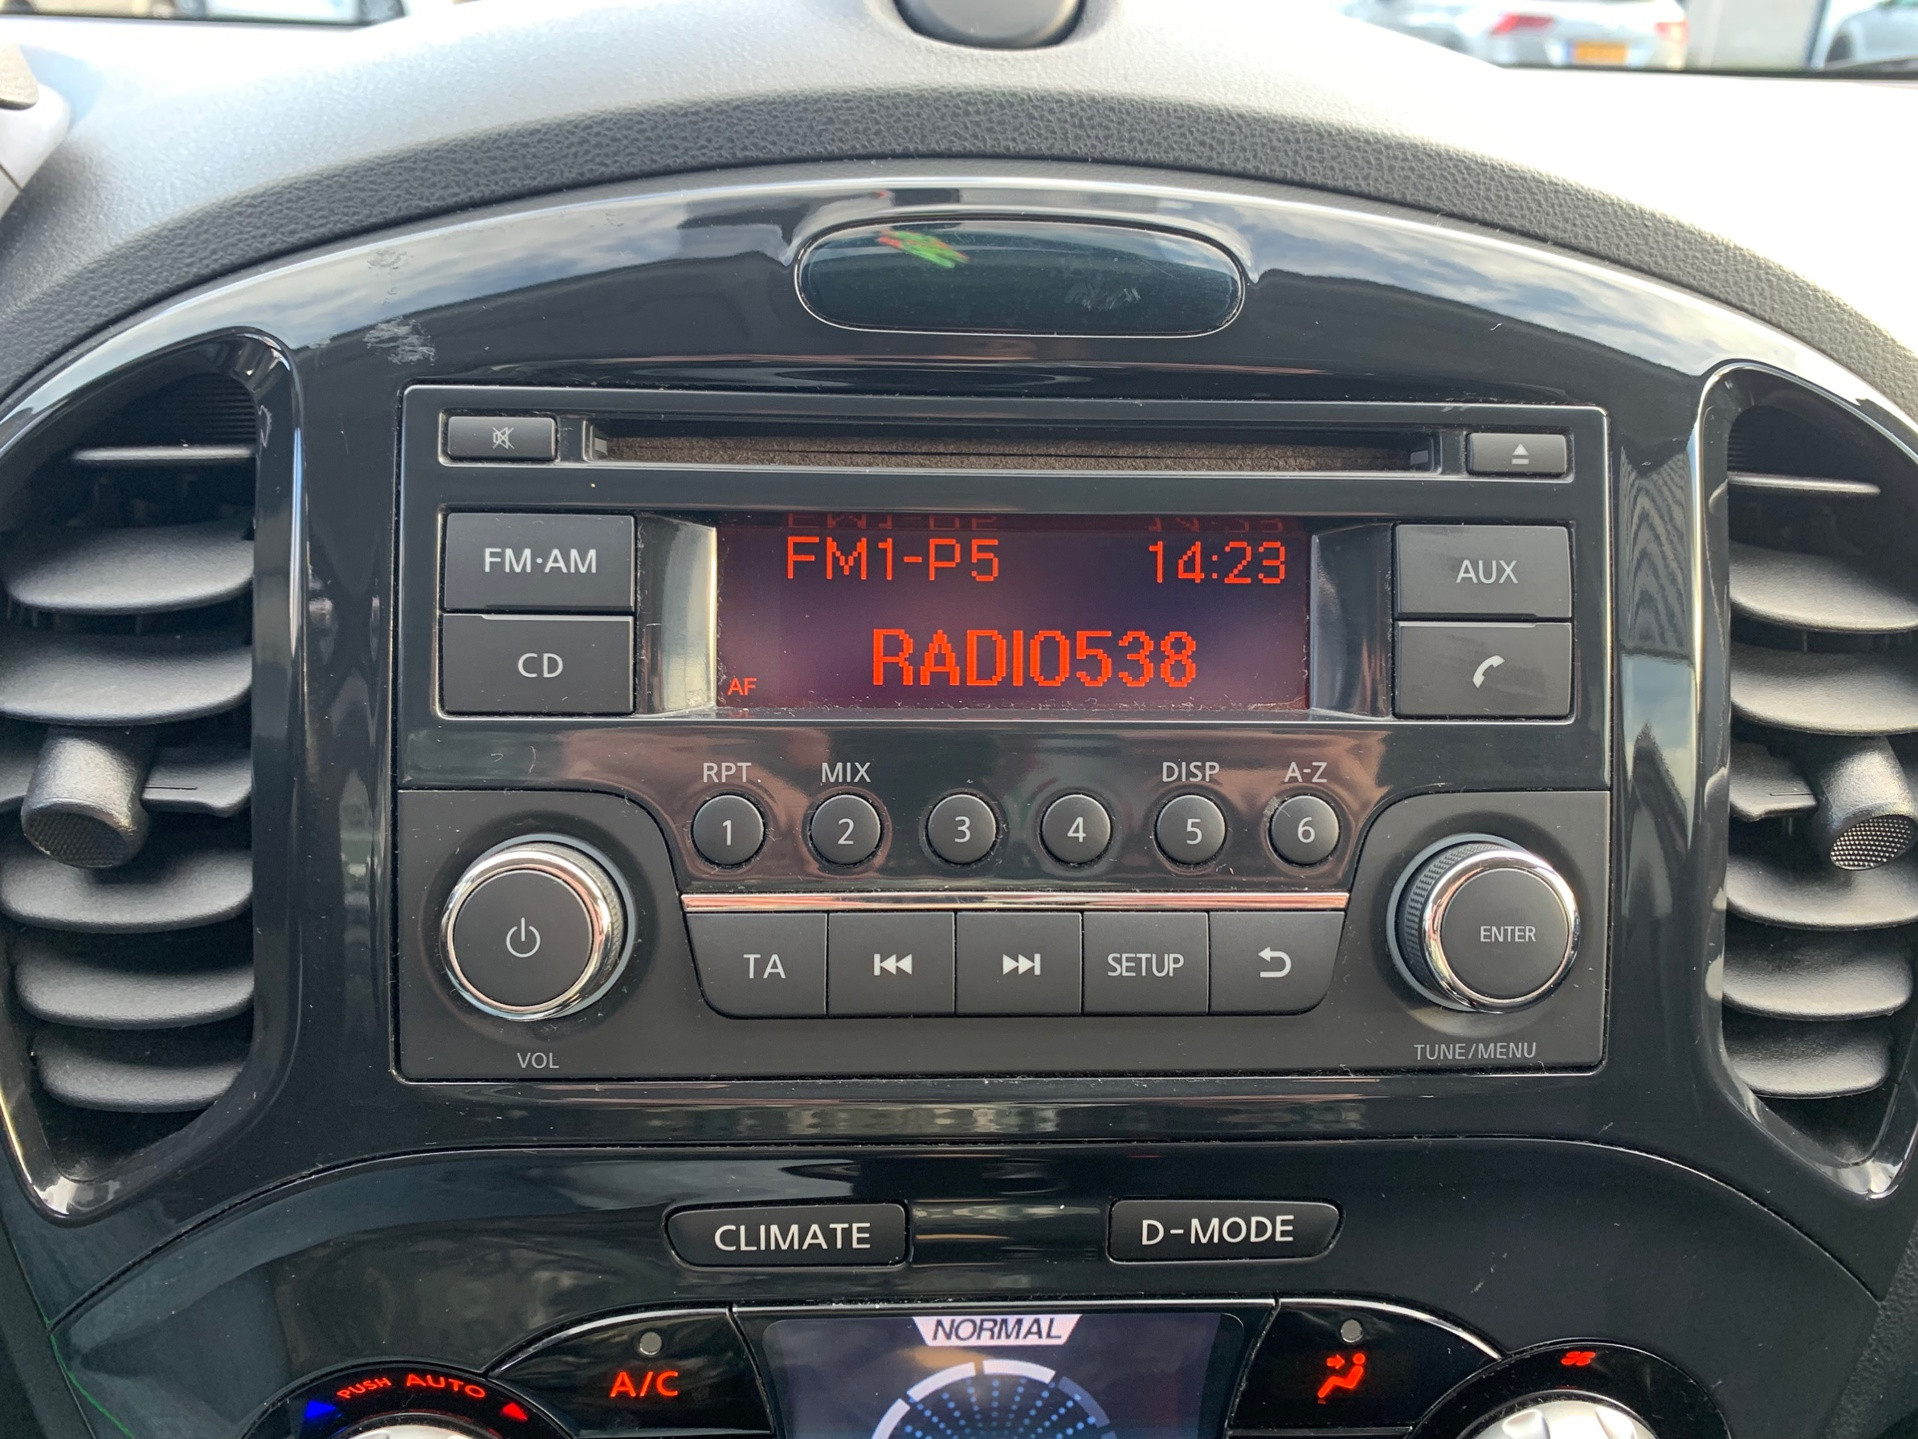 FM·AM
CD
FM1-P5 14:23
RADIO538
AF
AUX
RPT MIX DISP A-Z
1 2 3 4 5 6
TA SETUP
ENTER
VOL
TUNE/MENU
CLIMATE D-MODE
NORMAL
PUSH AUTO
A/C